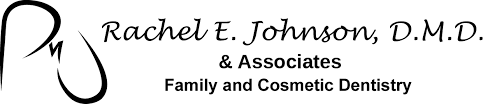 Rachel E. Johnson, D.M.D.
& Associates
Family and Cosmetic Dentistry